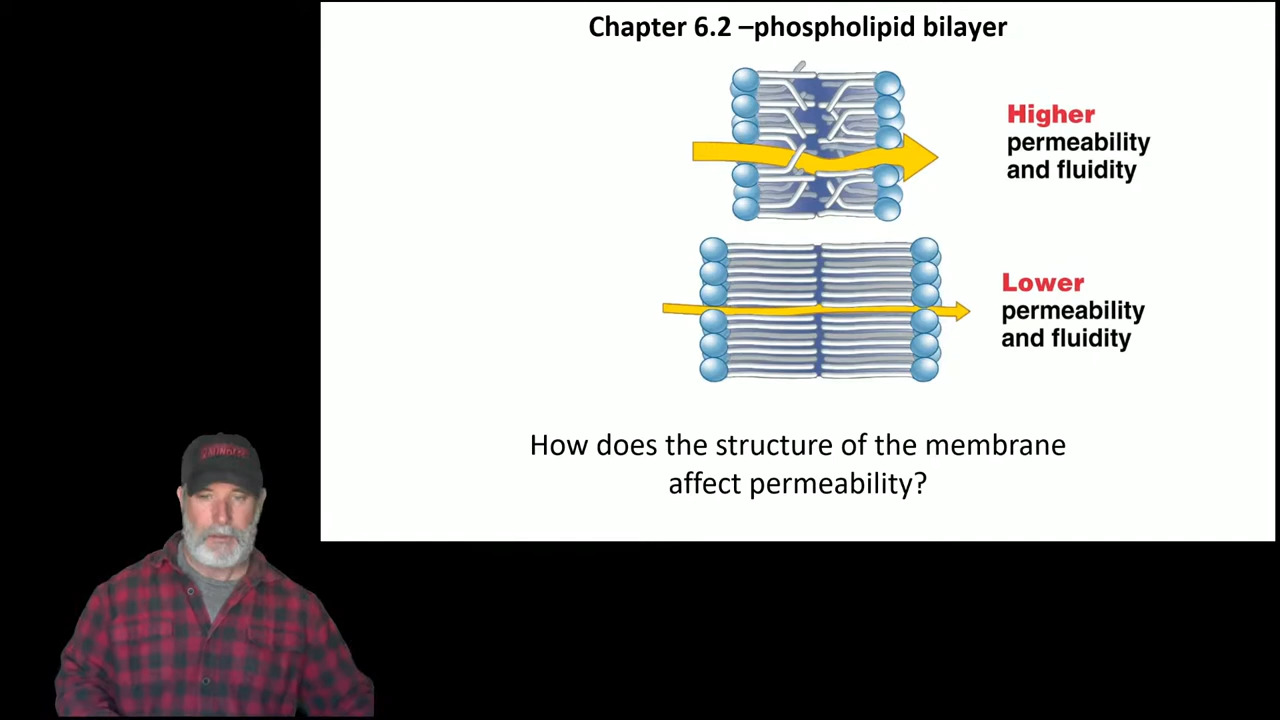 Chapter 6.2 –phospholipid bilayer
Higher
permeability
and fluidity
Lower
permeability
and fluidity
How does the structure of the membrane
affect permeability?